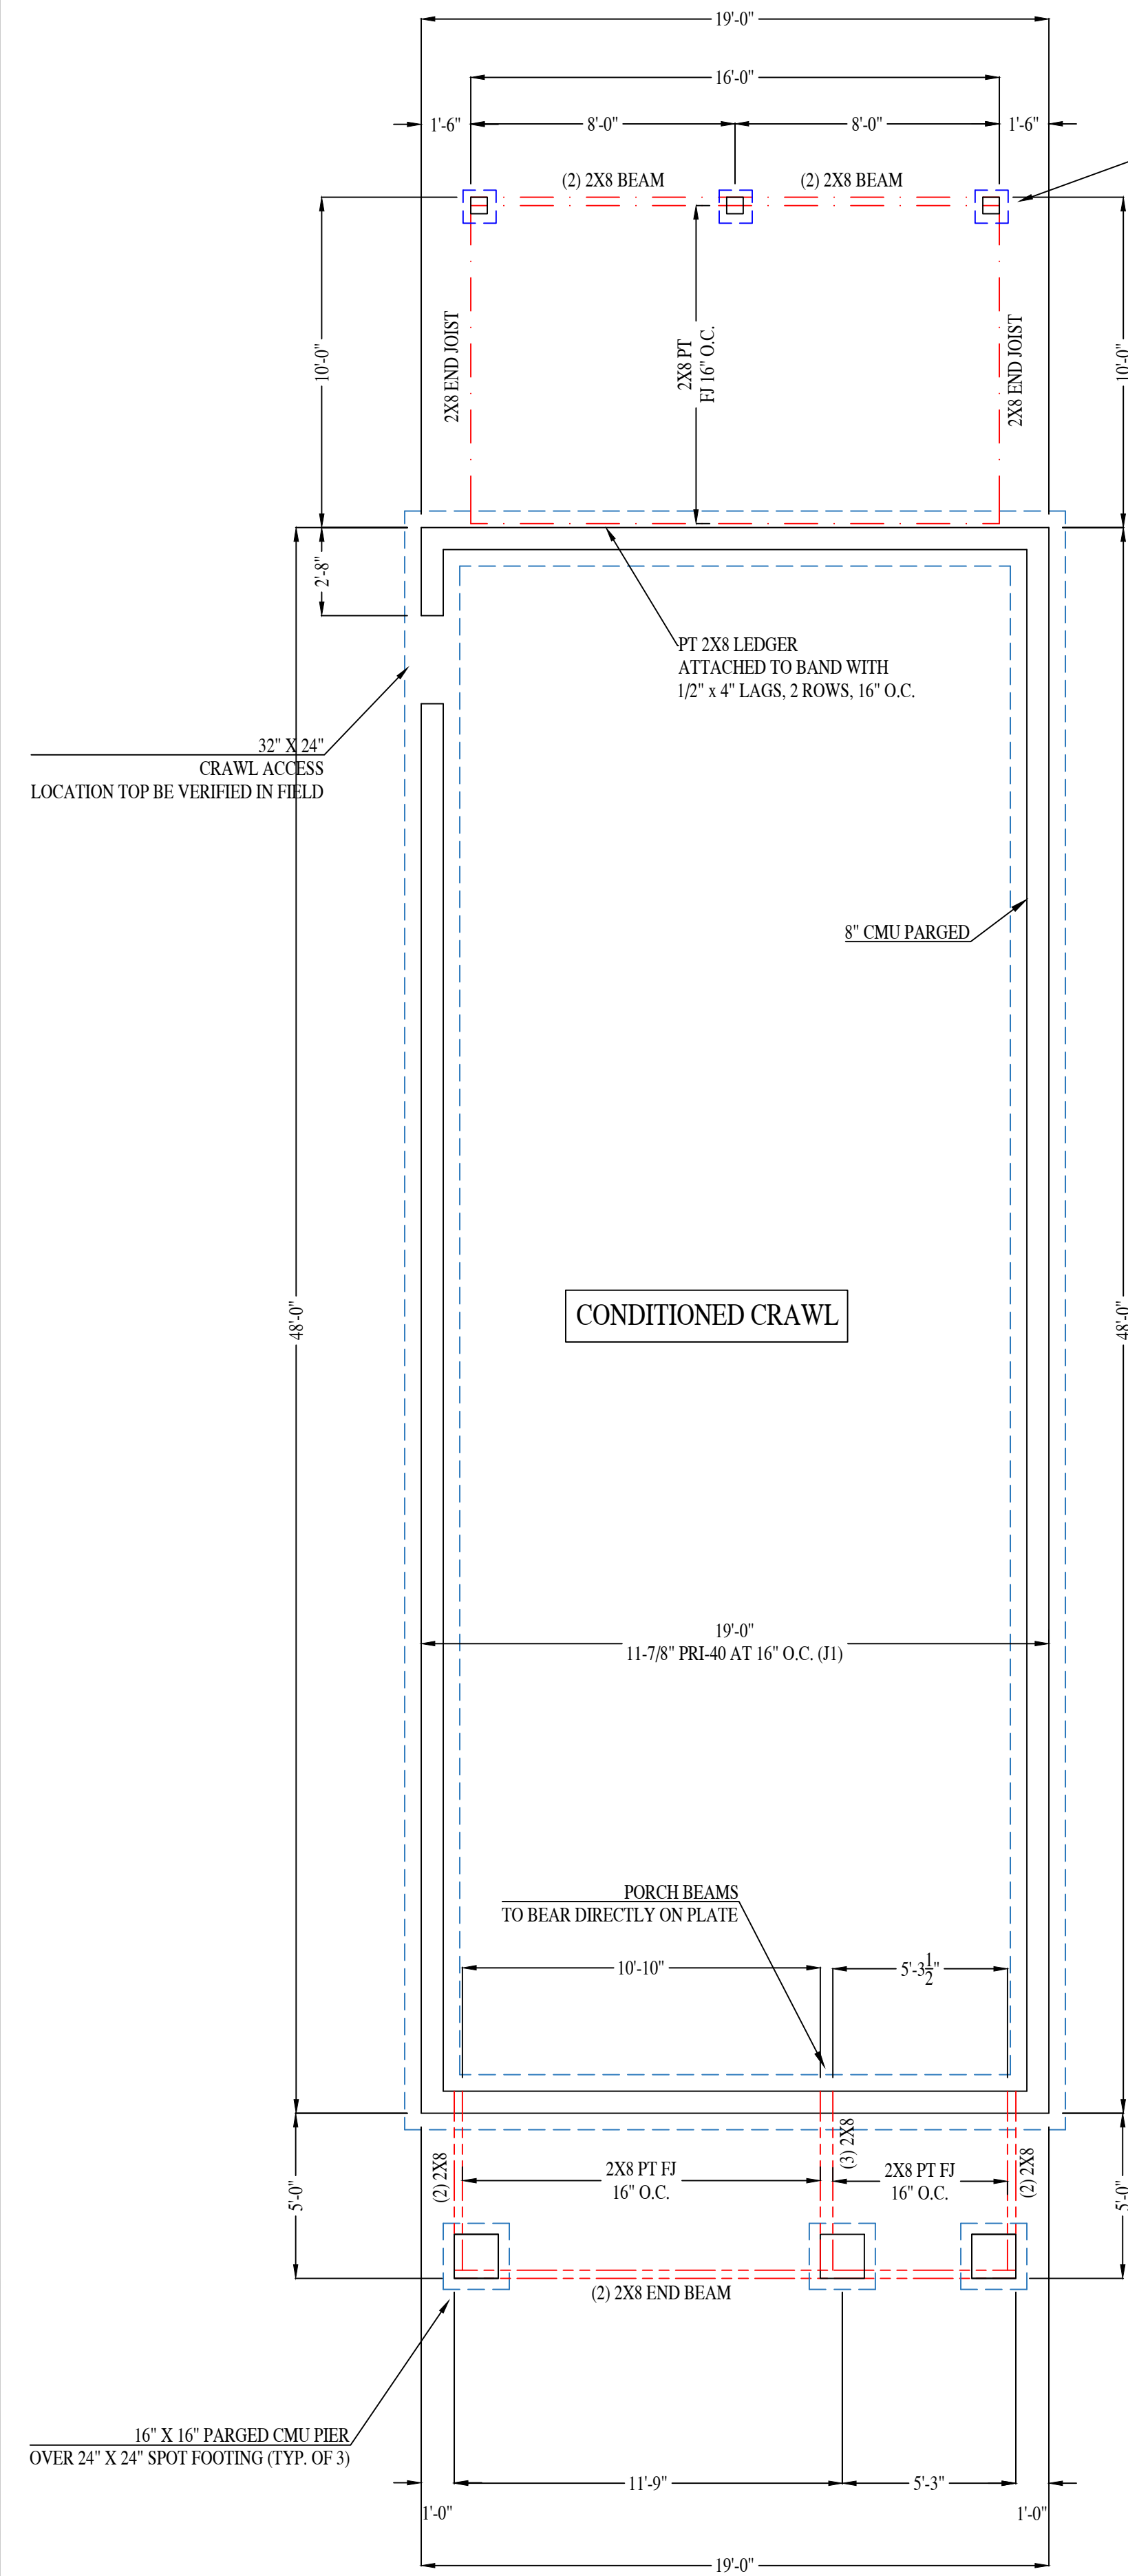 19'-0"
16'-0"
1'-6"
8'-0"
8'-0"
1'-6"
(2) 2X8 BEAM
(2) 2X8 BEAM
10'-0"
2X8 END JOIST
2X8 PT
FJ 16" O.C.
2X8 END JOIST
10'-0"
2'-8"
PT 2X8 LEDGER
ATTACHED TO BAND WITH
1/2" x 4" LAGS, 2 ROWS, 16" O.C.
32" X 24"
CRAWL ACCESS
LOCATION TOP BE VERIFIED IN FIELD
8" CMU PARGED
48'-0"
CONDITIONED CRAWL
48'-0"
19'-0"
11-7/8" PRI-40 AT 16" O.C. (J1)
PORCH BEAMS
TO BEAR DIRECTLY ON PLATE
10'-10"
5'-3 1/2"
5'-0"
(2) 2X8
2X8 PT FJ
16" O.C.
(3) 2X8
2X8 PT FJ
16" O.C.
(2) 2X8
5'-0"
(2) 2X8 END BEAM
16" X 16" PARGED CMU PIER
OVER 24" X 24" SPOT FOOTING (TYP. OF 3)
11'-9"
5'-3"
1'-0"
1'-0"
19'-0"